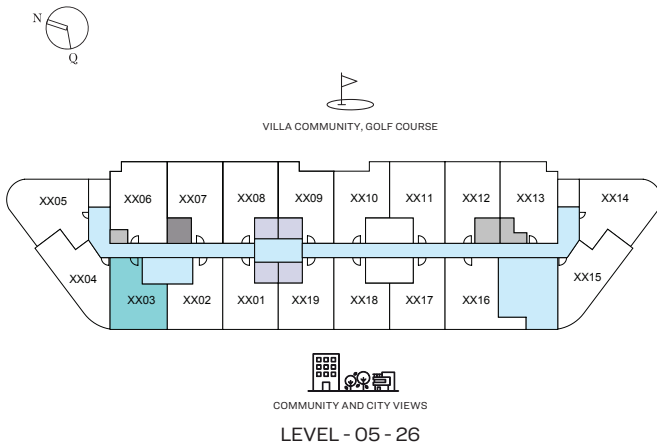 N
Q
VILLA COMMUNITY, GOLF COURSE
XX05
XX06
XX07
XX08
XX09
XX10
XX11
XX12
XX13
XX14
XX04
XX03
XX02
XX01
XX19
XX18
XX17
XX16
XX15
COMMUNITY AND CITY VIEWS
LEVEL - 05 - 26